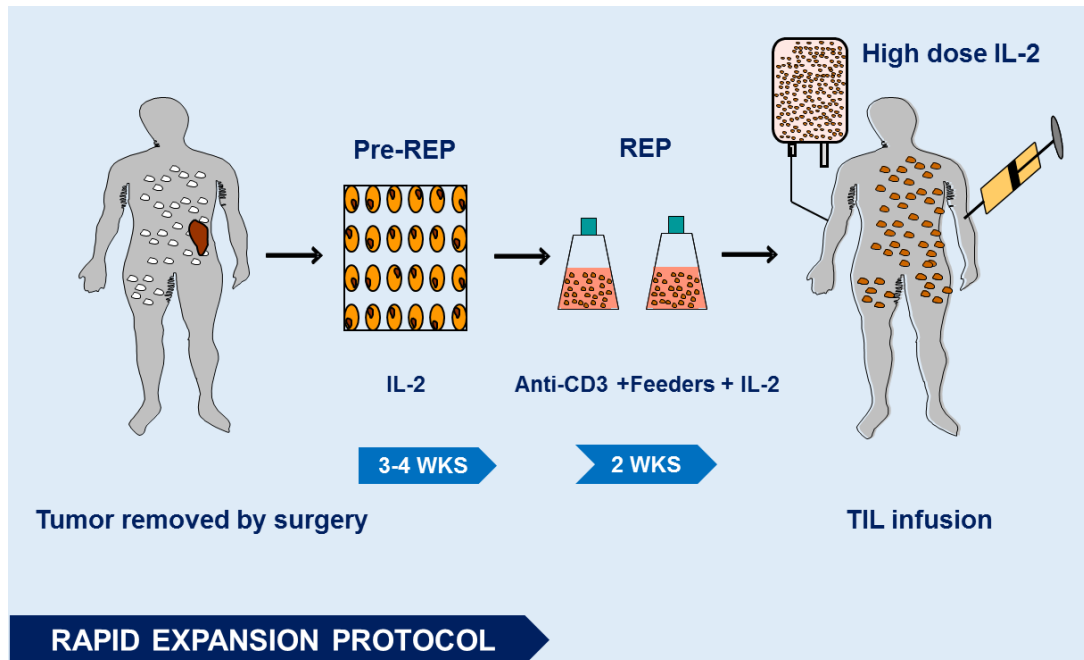 High dose IL-2
Pre-REP
REP
IL-2
Anti-CD3 +Feeders + IL-2
3-4 WKS
2 WKS
Tumor removed by surgery
TIL infusion
RAPID EXPANSION PROTOCOL